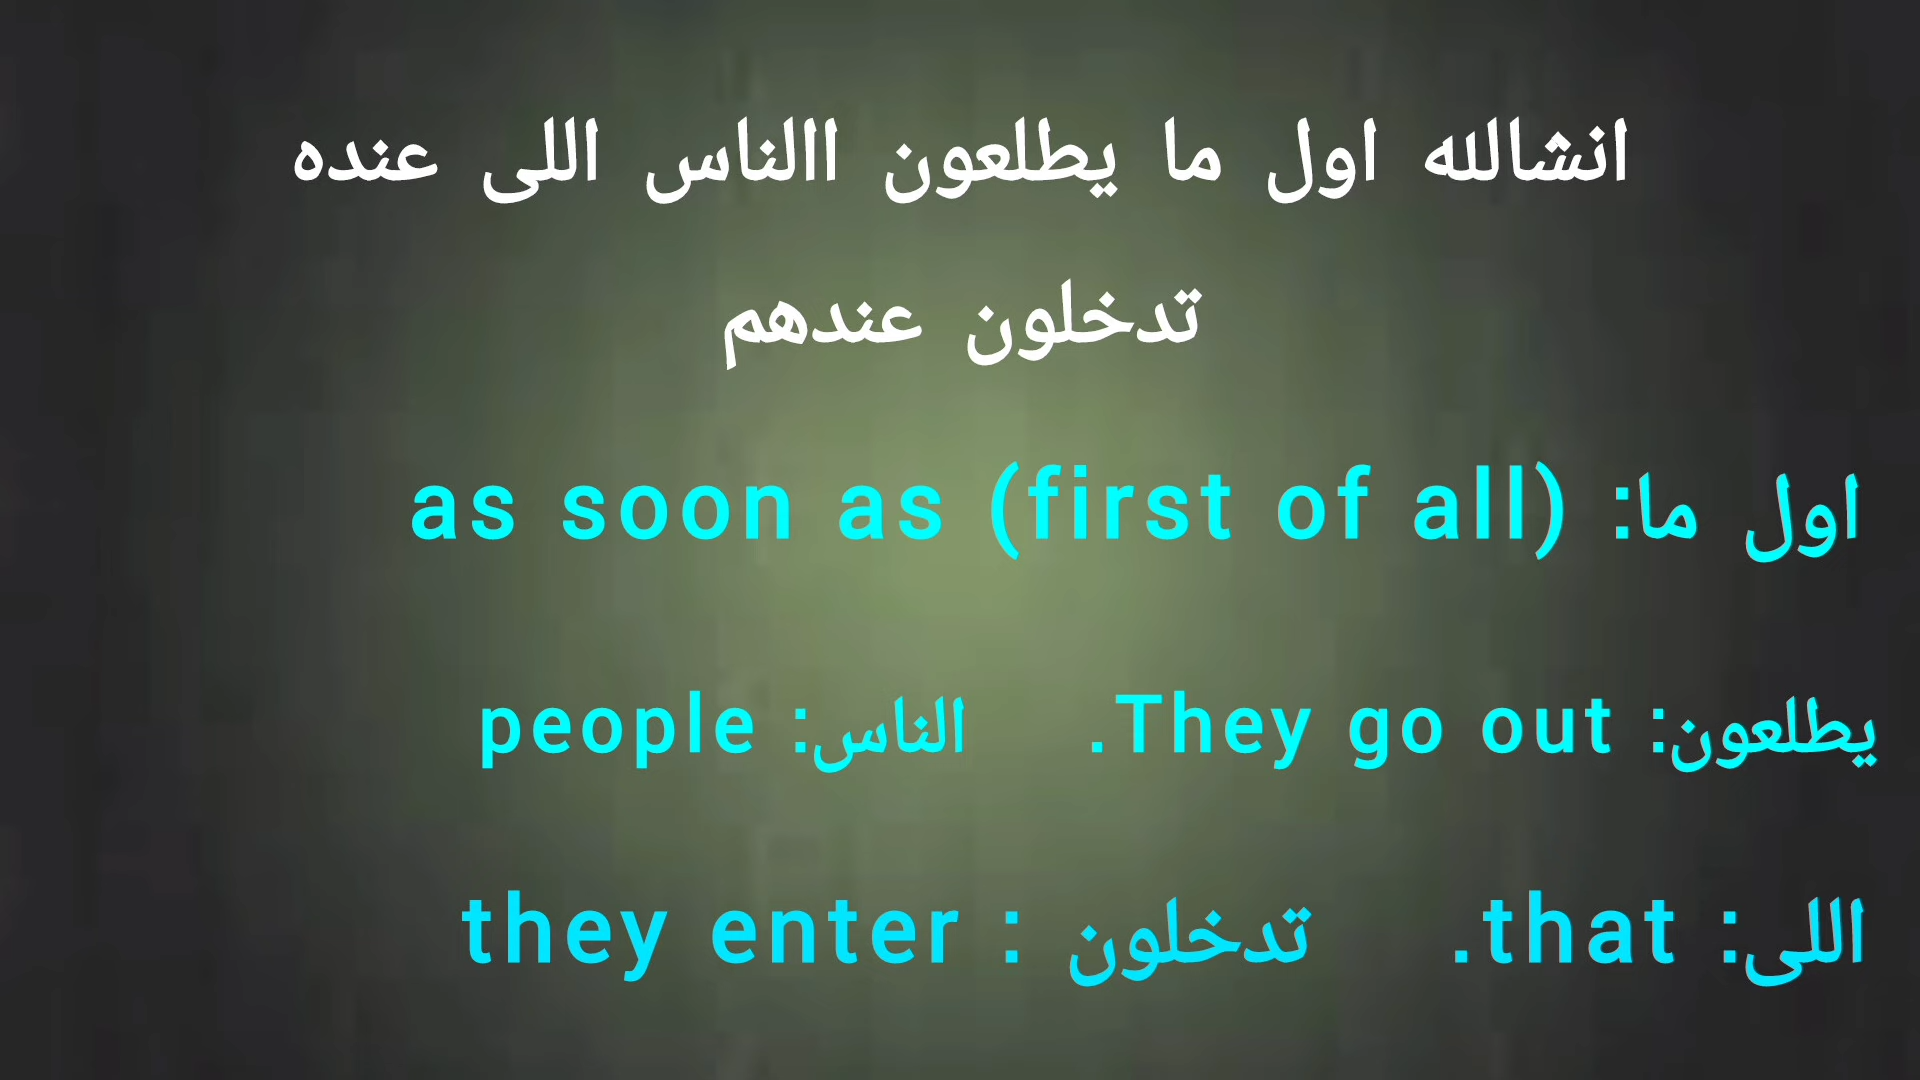 انشالله اول ما يطلعون االناس اللى عنده
تدخلون عندهم
اول ما: as soon as (first of all)
يطلعون: They go out. الناس: people
اللى: that. تدخلون : they enter